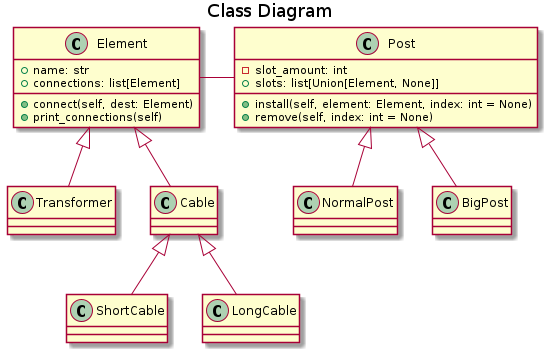 Class Diagram
C Element
name: str
connections: list[Element]
connect(self, dest: Element)
print_connections(self)
C Post
slot_amount: int
slots: list[Union[Element, None]]
install(self, element: Element, index: int = None)
remove(self, index: int = None)
C Transformer
C Cable
C NormalPost
C BigPost
C ShortCable
C LongCable